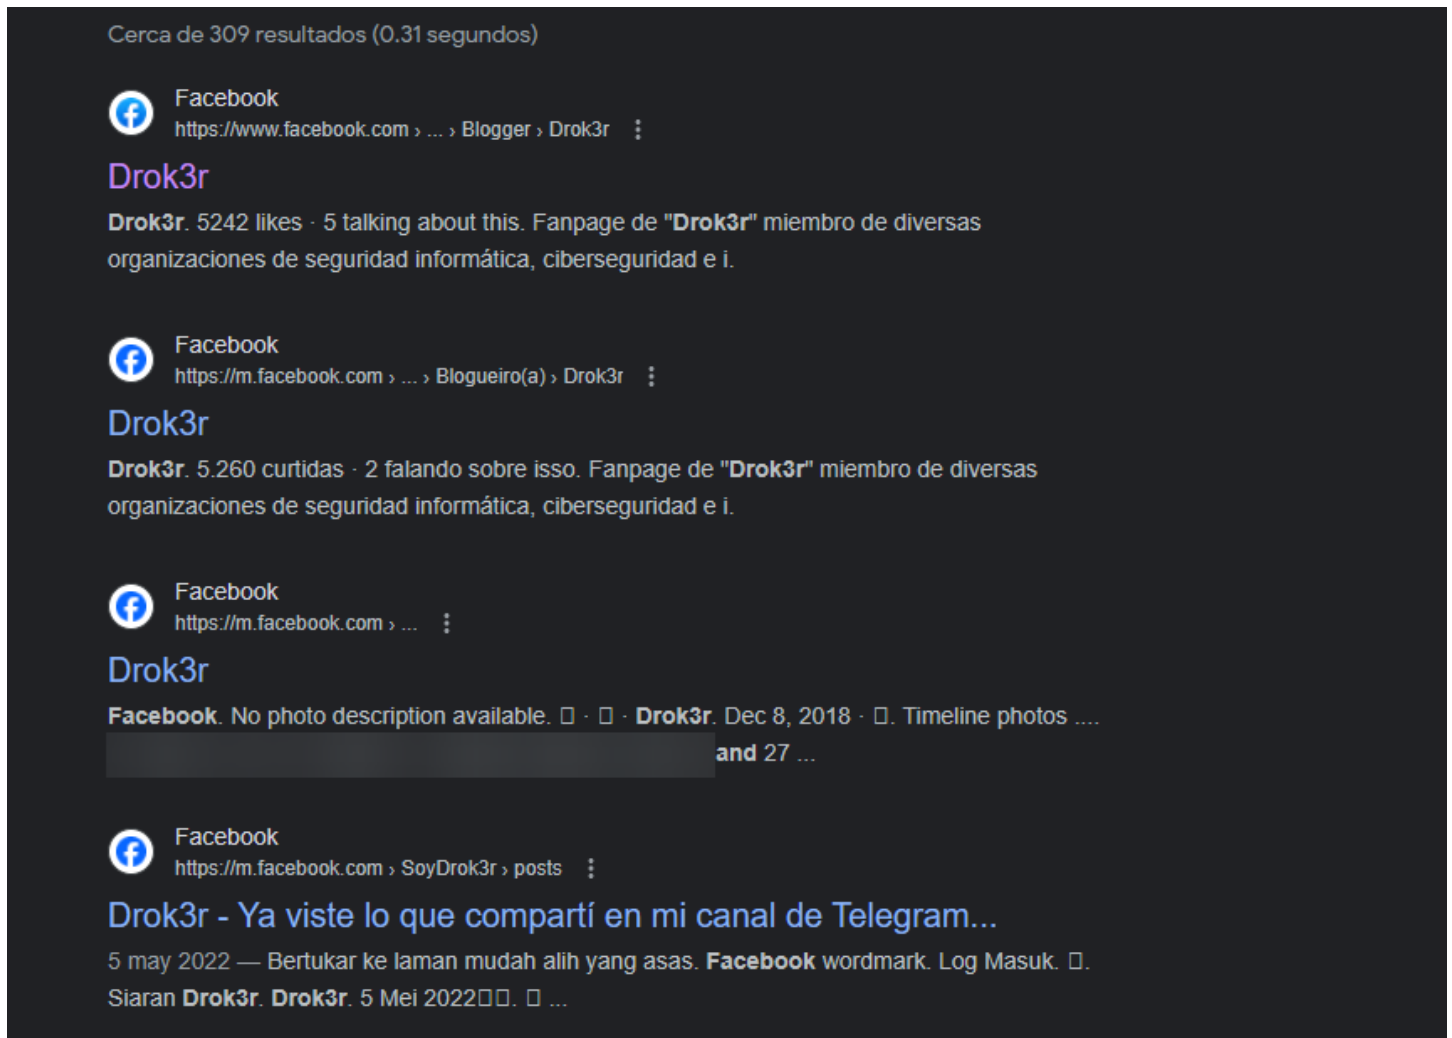 Cerca de 309 resultados (0.31 segundos)
Facebook
https://www.facebook.com › ... › Blogger › Drok3r
Drok3r
Drok3r. 5242 likes · 5 talking about this. Fanpage de "Drok3r" miembro de diversas
organizaciones de seguridad informática, ciberseguridad e i.
Facebook
https://m.facebook.com › ... › Blogueiro(a) › Drok3r
Drok3r
Drok3r. 5.260 curtidas · 2 falando sobre isso. Fanpage de "Drok3r" miembro de diversas
organizaciones de seguridad informática, ciberseguridad e i.
Facebook
https://m.facebook.com › ...
Drok3r
Facebook. No photo description available. □ · □ · Drok3r. Dec 8, 2018 · □. Timeline photos ....
and 27 ...
Facebook
https://m.facebook.com › SoyDrok3r › posts
Drok3r - Ya viste lo que compartí en mi canal de Telegram...
5 may 2022 — Bertukar ke laman mudah alih yang asas. Facebook wordmark. Log Masuk. □.
Siaran Drok3r. Drok3r. 5 Mei 2022□□. □ ...